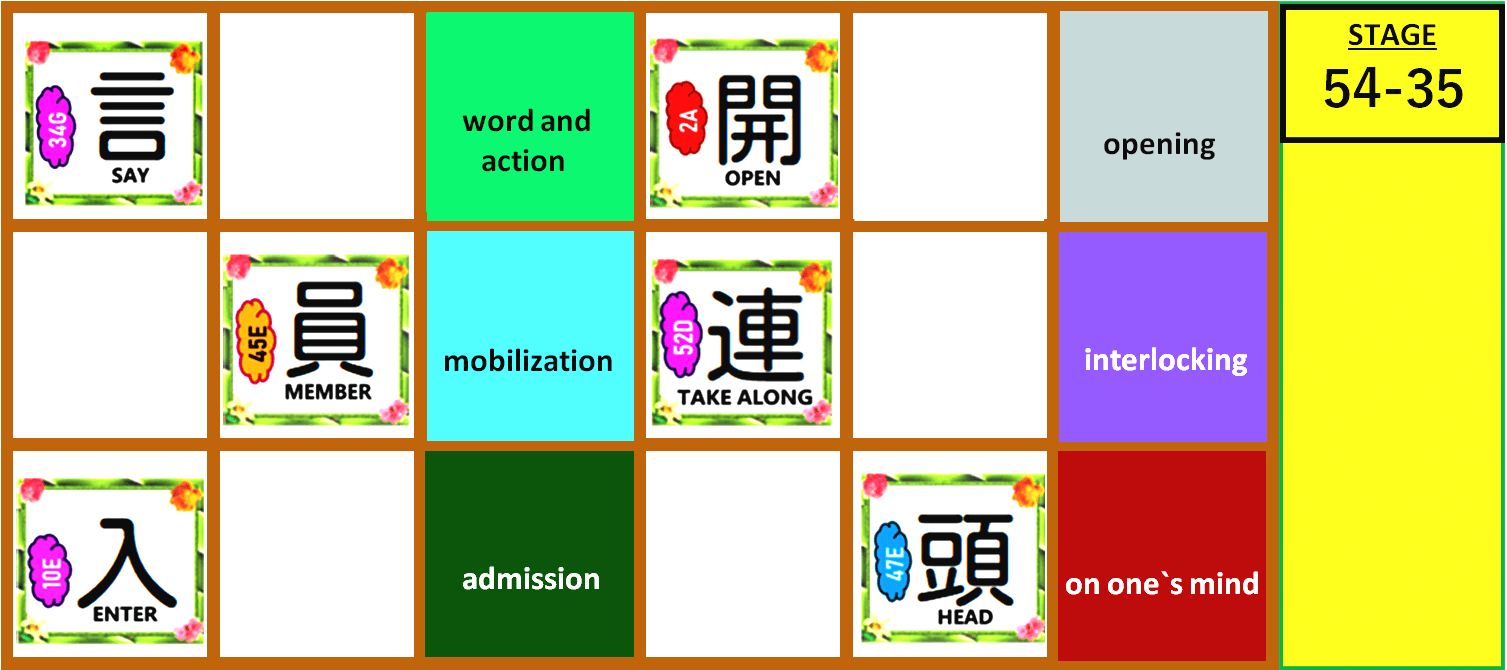 34G
言
SAY
word and
action
2A
開
OPEN
opening
STAGE
54-35
45E
員
MEMBER
mobilization
52D
連
TAKE ALONG
interlocking
10E
入
ENTER
admission
47E
頭
HEAD
on one`s mind